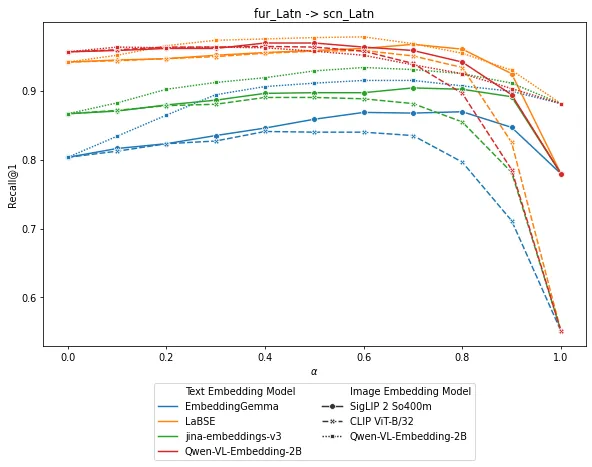 fur_Latn -> scn_Latn
Recall@1
0.9
0.8
0.7
0.6
0.0
0.2
0.4
0.6
0.8
1.0
α
Text Embedding Model
EmbeddingGemma
LaBSE
jina-embeddings-v3
Qwen-VL-Embedding-2B
Image Embedding Model
SigLIP 2 So400m
CLIP ViT-B/32
Qwen-VL-Embedding-2B